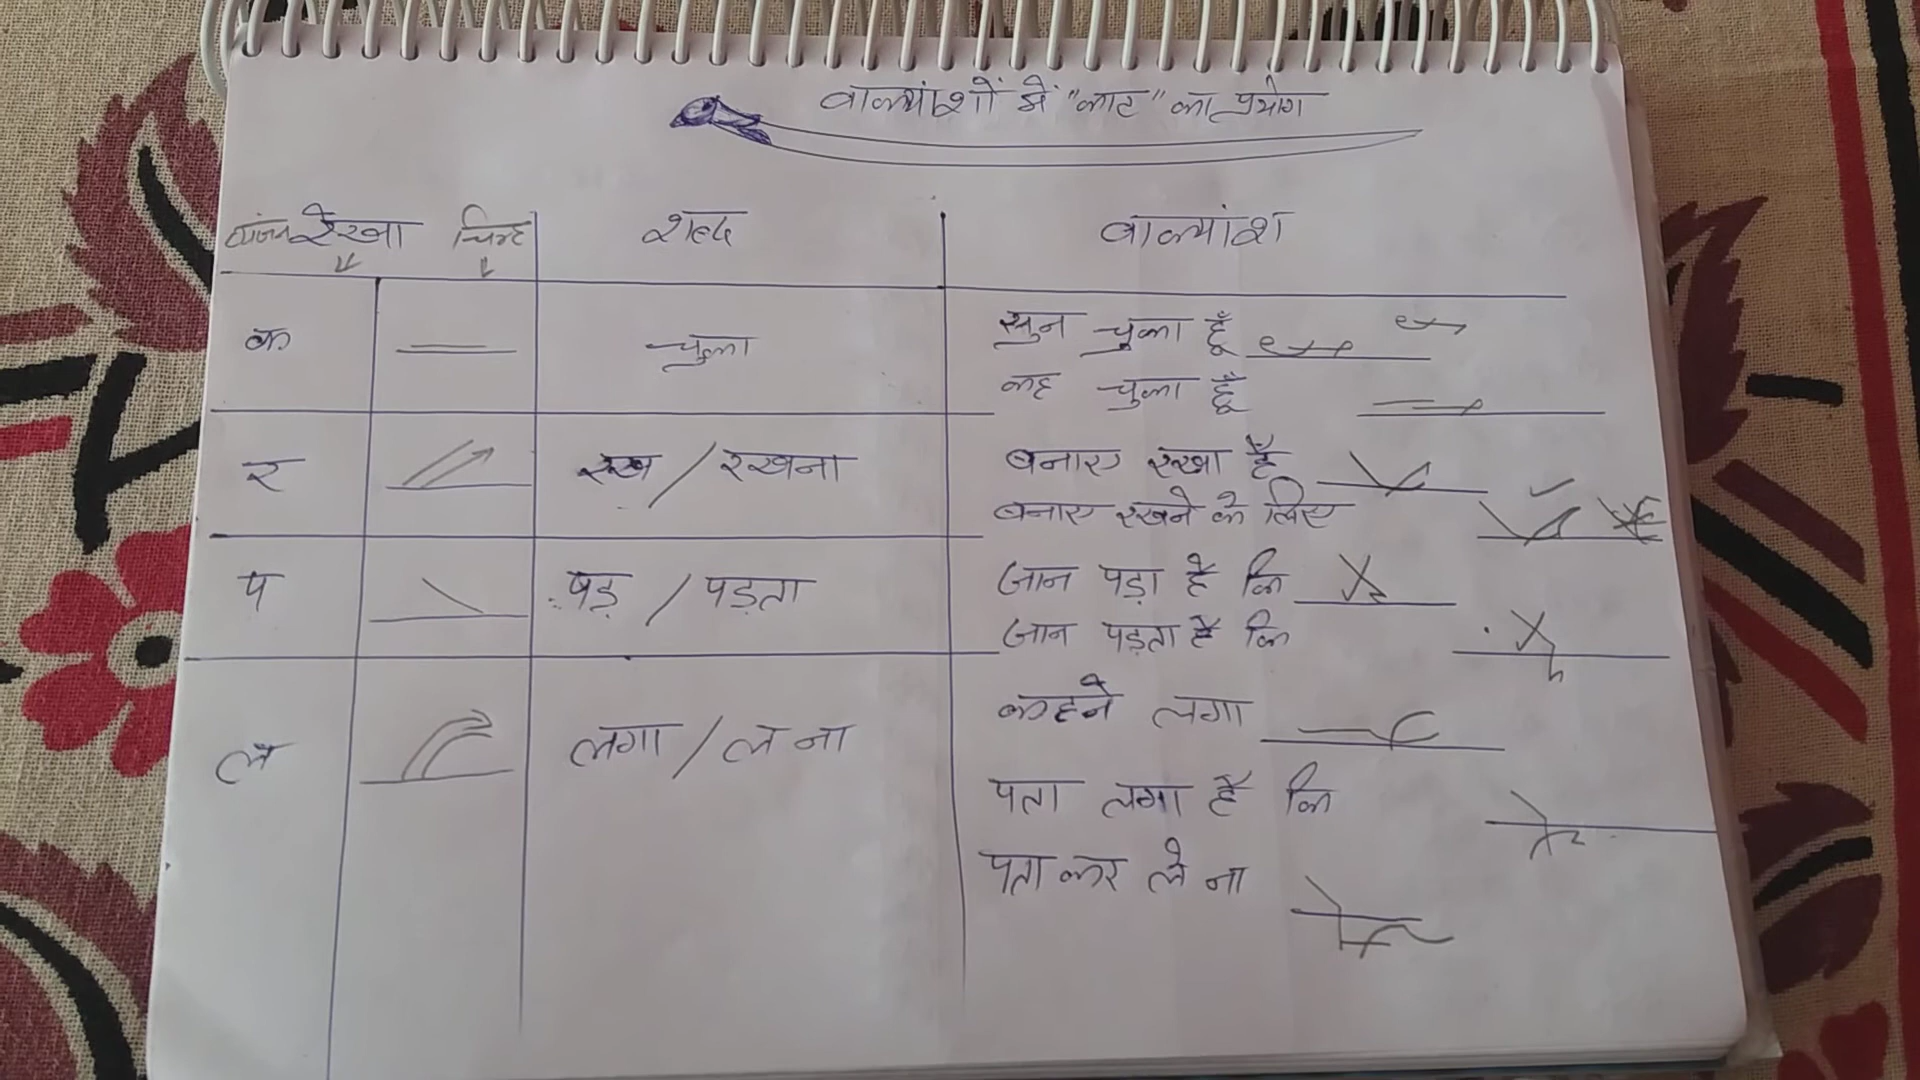 वाक्यांशों में "काट" का प्रयोग
व्यंजन रेखा चिन्ह शब्द वाक्यांश
क चुका सुन चुका हूँ
कह चुका हूँ
र रख / रखना बनाए रखा है
बनाए रखने के लिए
प पड़ / पड़ता जान पड़ा है कि
जान पड़ता है कि
ल लगा / ले ना कहने लगा
पता लगा है कि
पता कर ले ना